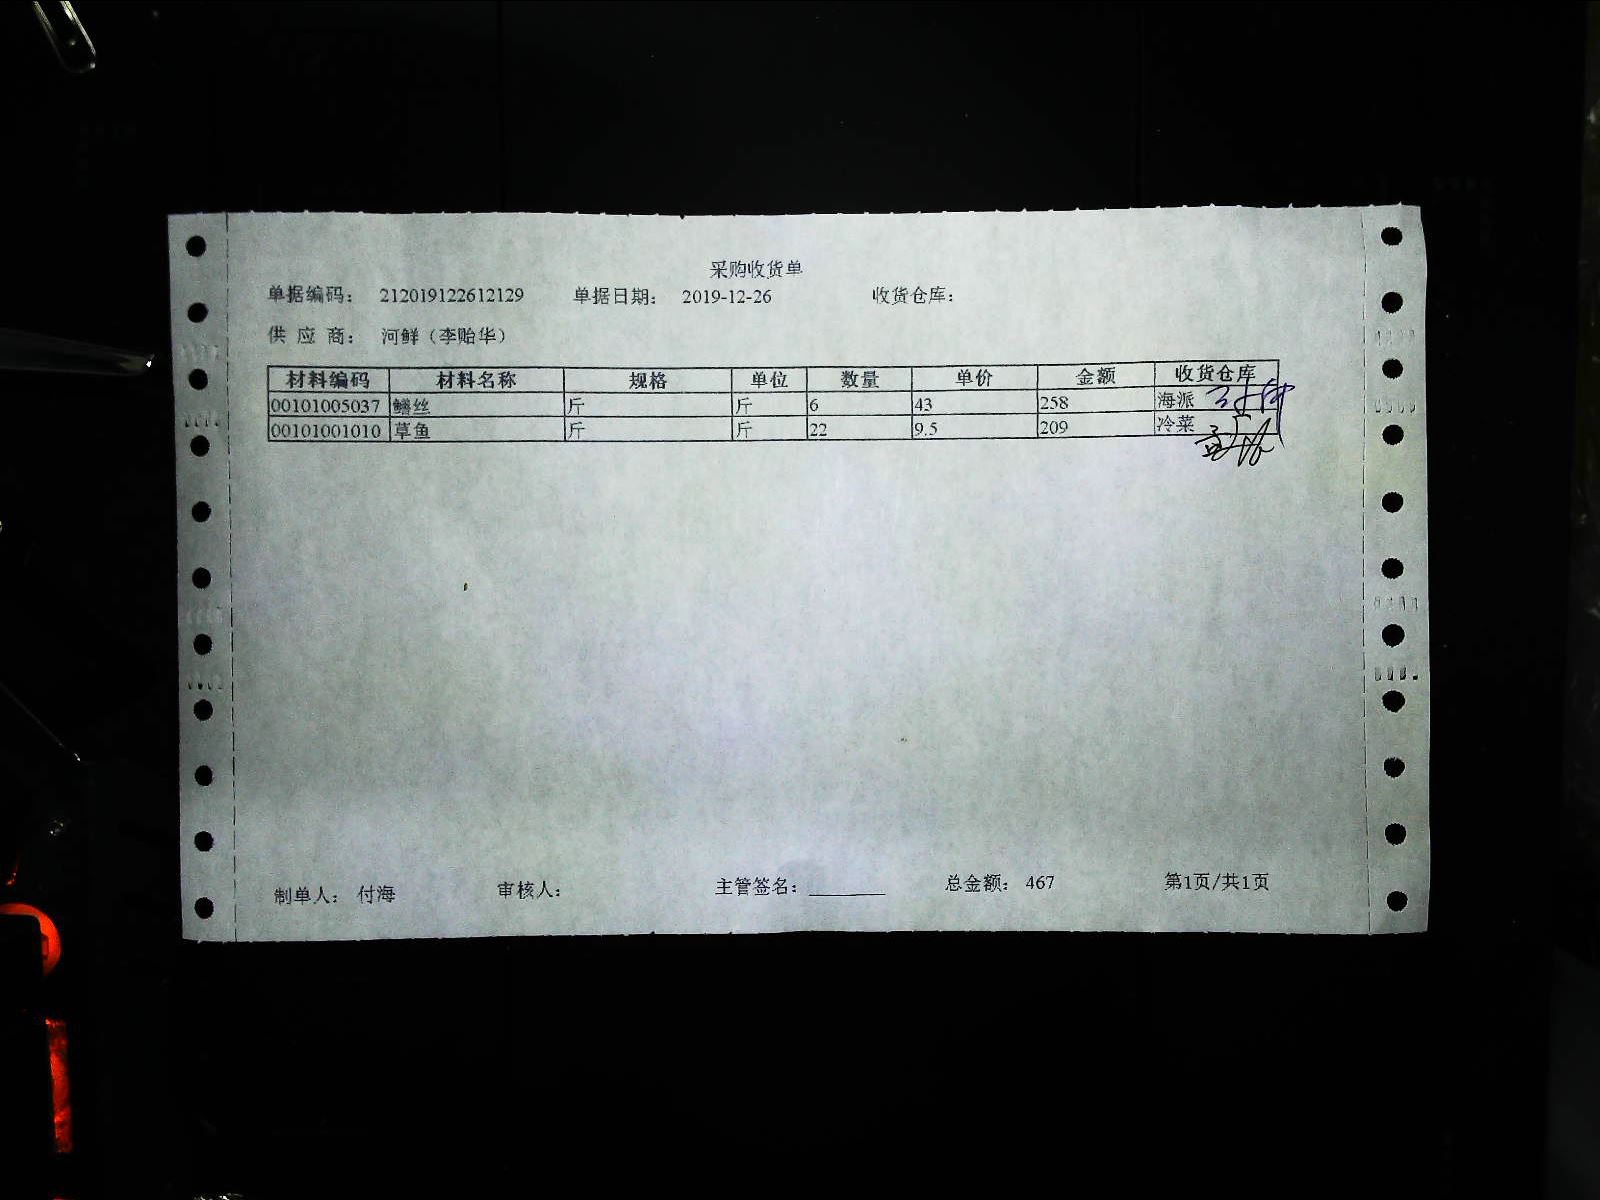 采购收货单
单据编码： 212019122612129 单据日期： 2019-12-26 收货仓库：
供 应 商： 河鲜（李贻华）
材料编码 材料名称 规格 单位 数量 单价 金额 收货仓库
00101005037 鳝丝 斤 斤 6 43 258 海派
00101001010 草鱼 斤 斤 22 9.5 209 冷菜
制单人： 付海 审核人： 主管签名：________ 总金额： 467 第1页/共1页